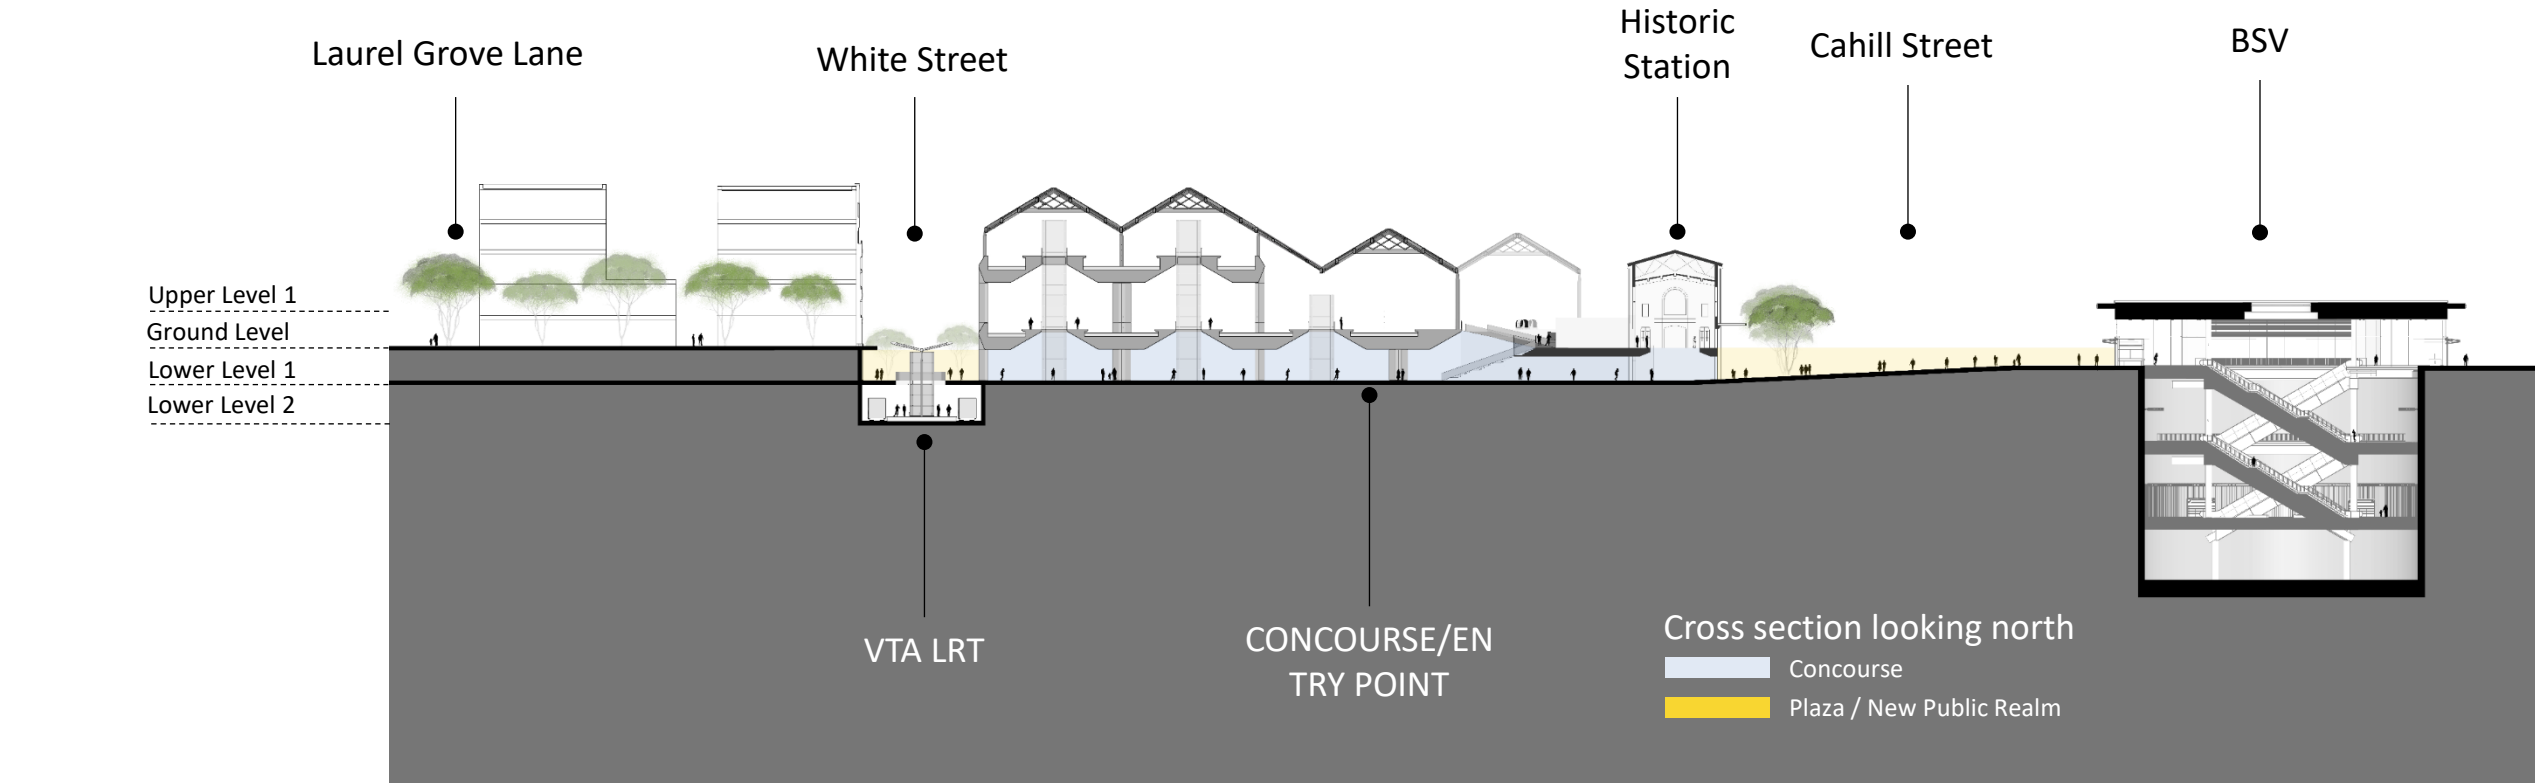 Laurel Grove Lane
White Street
Historic
Station
Cahill Street
BSV
Upper Level 1
Ground Level
Lower Level 1
Lower Level 2
VTA LRT
CONCOURSE/EN
TRY POINT
Cross section looking north
Concourse
Plaza / New Public Realm